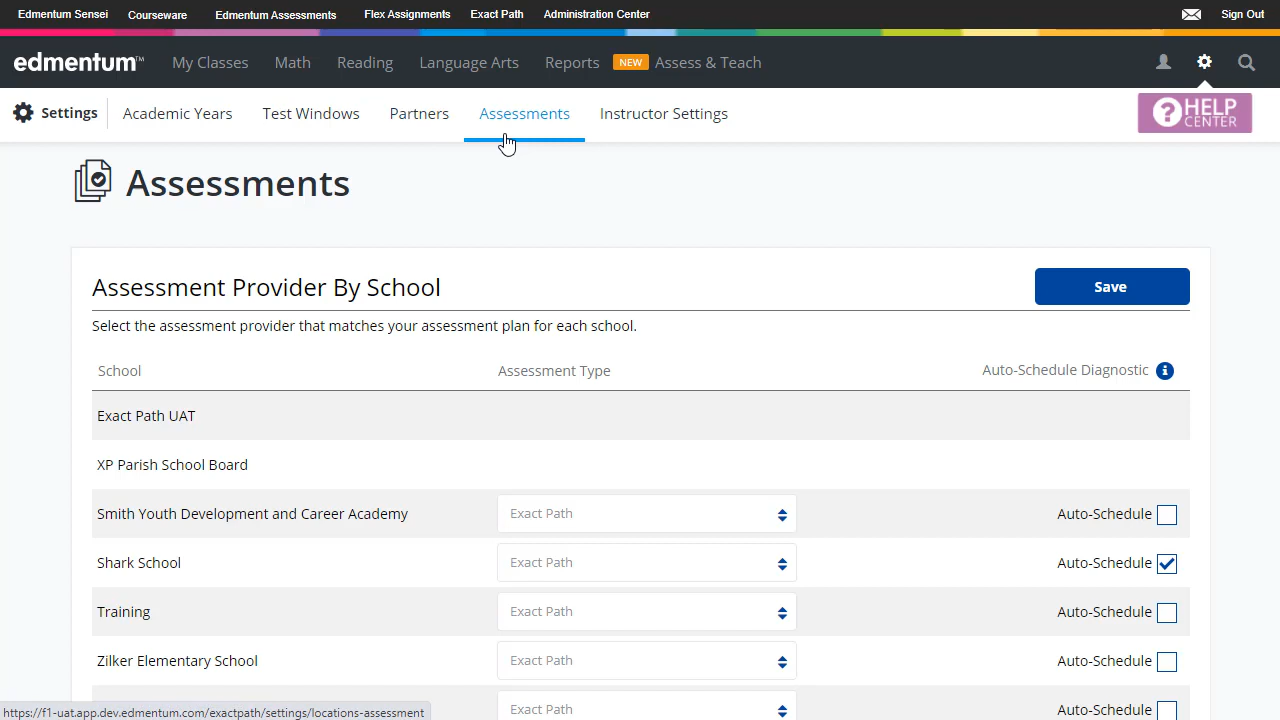 Edmentum Sensei Courseware Edmentum Assessments Flex Assignments Exact Path Administration Center Sign Out
edmentum™ My Classes Math Reading Language Arts Reports NEW Assess & Teach
Settings Academic Years Test Windows Partners Assessments Instructor Settings ? HELP CENTER
Assessments
Assessment Provider By School Save
Select the assessment provider that matches your assessment plan for each school.
School Assessment Type Auto-Schedule Diagnostic i
Exact Path UAT
XP Parish School Board
Smith Youth Development and Career Academy Exact Path Auto-Schedule
Shark School Exact Path Auto-Schedule
Training Exact Path Auto-Schedule
Zilker Elementary School Exact Path Auto-Schedule
Exact Path Auto-Schedule
https://f1-uat.app.dev.edmentum.com/exactpath/settings/locations-assessment